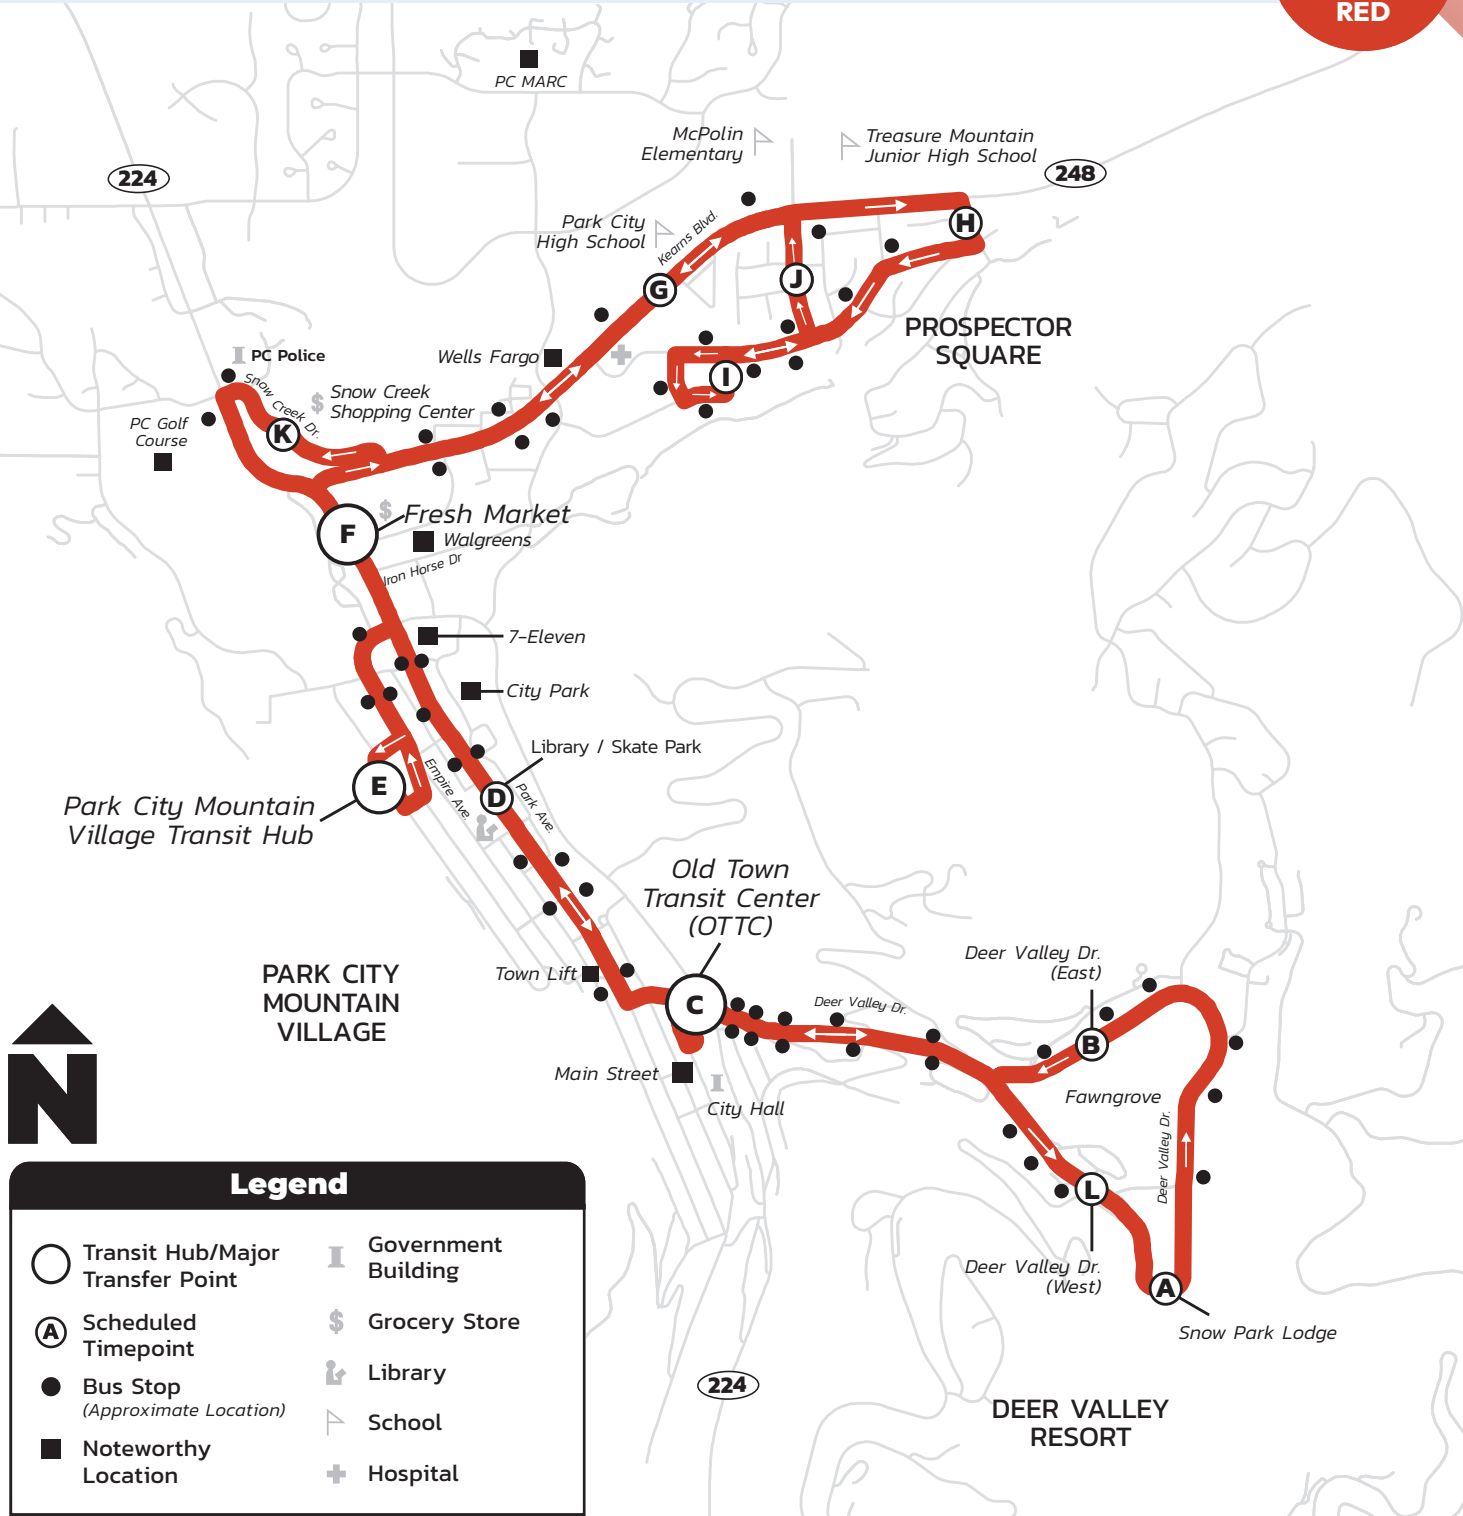 RED
PC MARC
McPolin
Elementary
Treasure Mountain
Junior High School
224
248
Park City
High School
Kearns Blvd.
H
G
J
PROSPECTOR
SQUARE
PC Police
Wells Fargo
I
Snow Creek Dr.
Snow Creek
Shopping Center
PC Golf
Course
K
F
Fresh Market
Walgreens
Iron Horse Dr
7-Eleven
City Park
Library / Skate Park
E
Empire Ave.
D
Park Ave.
Park City Mountain
Village Transit Hub
Old Town
Transit Center
(OTTC)
PARK CITY
MOUNTAIN
VILLAGE
Town Lift
C
Deer Valley Dr.
Deer Valley Dr.
(East)
B
Main Street
City Hall
Fawngrove
Deer Valley Dr.
L
Deer Valley Dr.
(West)
A
Snow Park Lodge
224
DEER VALLEY
RESORT
N
Legend
Transit Hub/Major
Transfer Point
A
Scheduled
Timepoint
Bus Stop
(Approximate Location)
Noteworthy
Location
Government
Building
$
Grocery Store
Library
School
Hospital